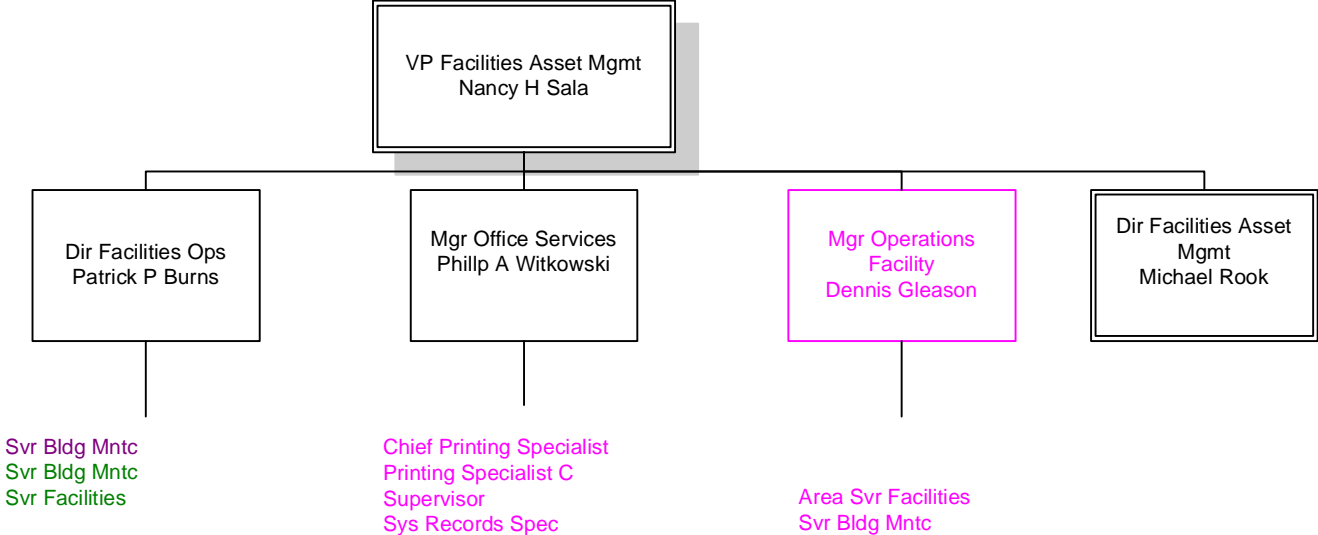 VP Facilities Asset Mgmt
Nancy H Sala
Dir Facilities Ops
Patrick P Burns
Mgr Office Services
Phillp A Witkowski
Mgr Operations
Facility
Dennis Gleason
Dir Facilities Asset
Mgmt
Michael Rook
Svr Bldg Mntc
Svr Bldg Mntc
Svr Facilities
Chief Printing Specialist
Printing Specialist C
Supervisor
Sys Records Spec
Area Svr Facilities
Svr Bldg Mntc